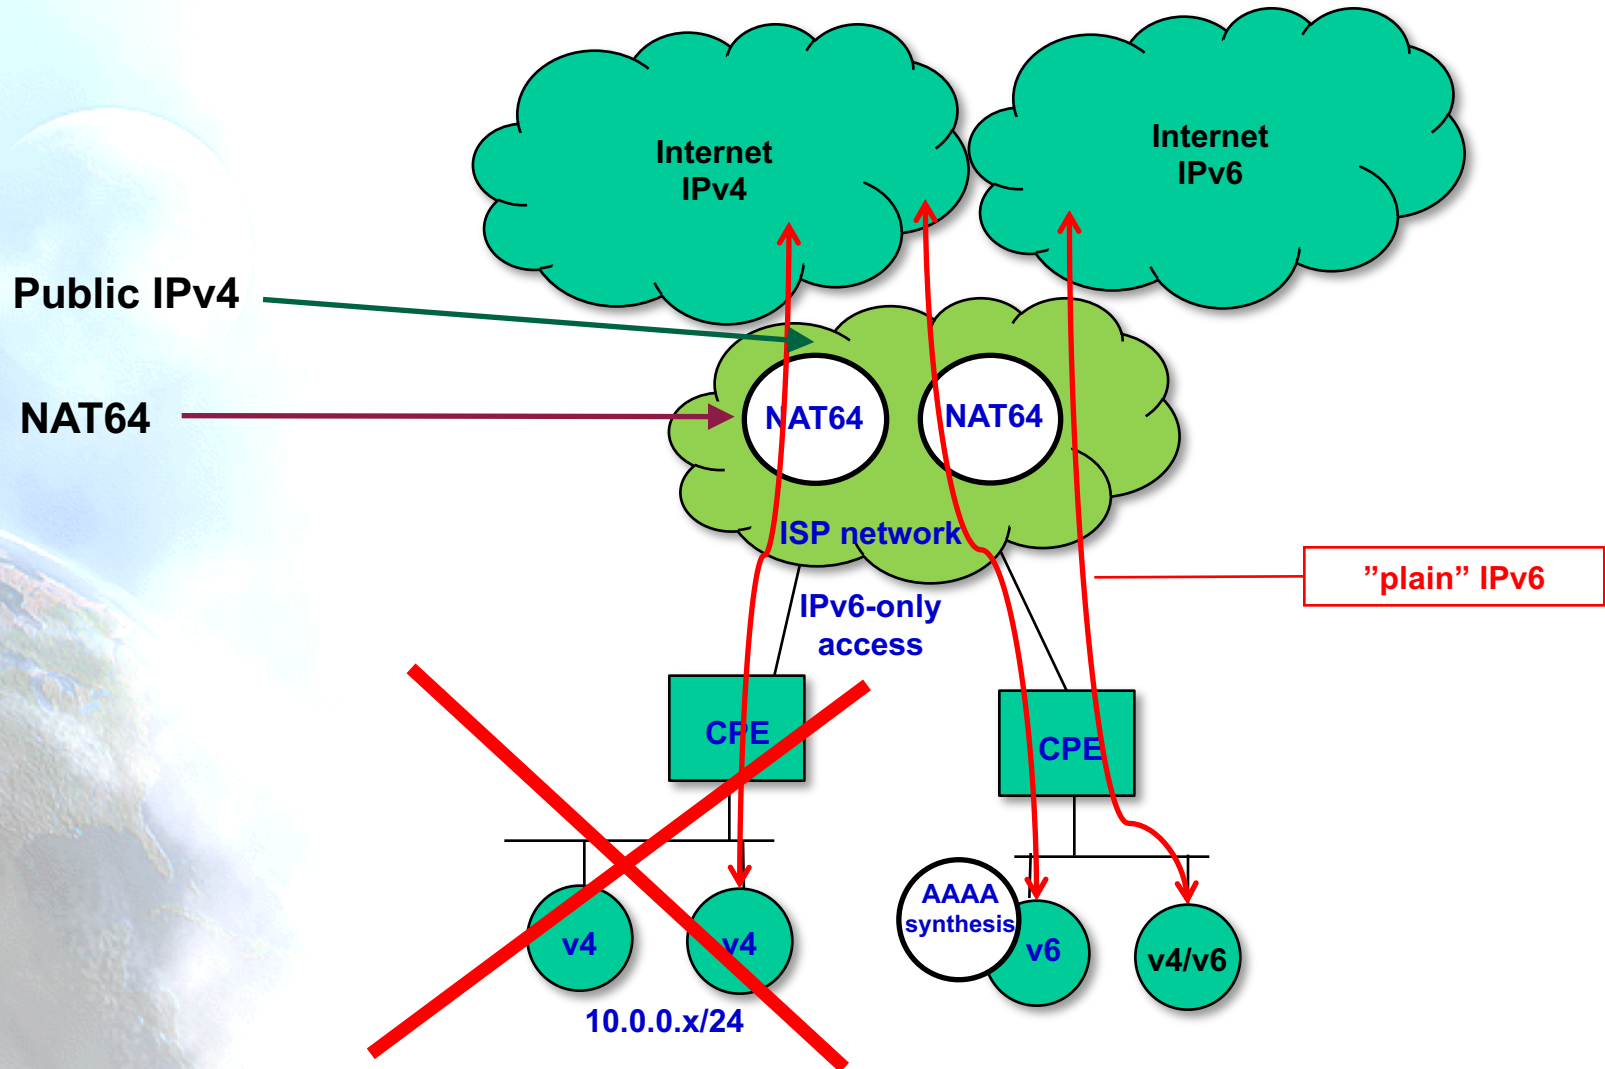 Internet
IPv4
Internet
IPv6
Public IPv4
NAT64
NAT64
NAT64
ISP network
”plain” IPv6
IPv6-only
access
CPE
CPE
AAAA
synthesis
v4
v4
v6
v4/v6
10.0.0.x/24